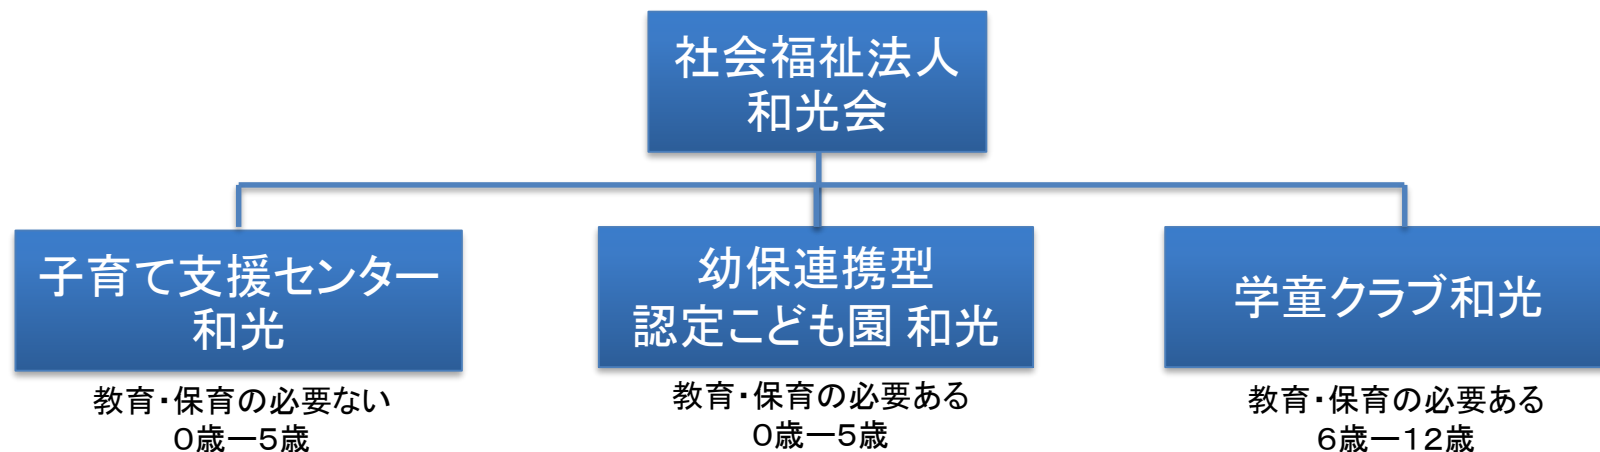 社会福祉法人
和光会
子育て支援センター
和光
幼保連携型
認定こども園 和光
学童クラブ和光
教育・保育の必要ない
０歳―５歳
教育・保育の必要ある
０歳―５歳
教育・保育の必要ある
６歳―１２歳